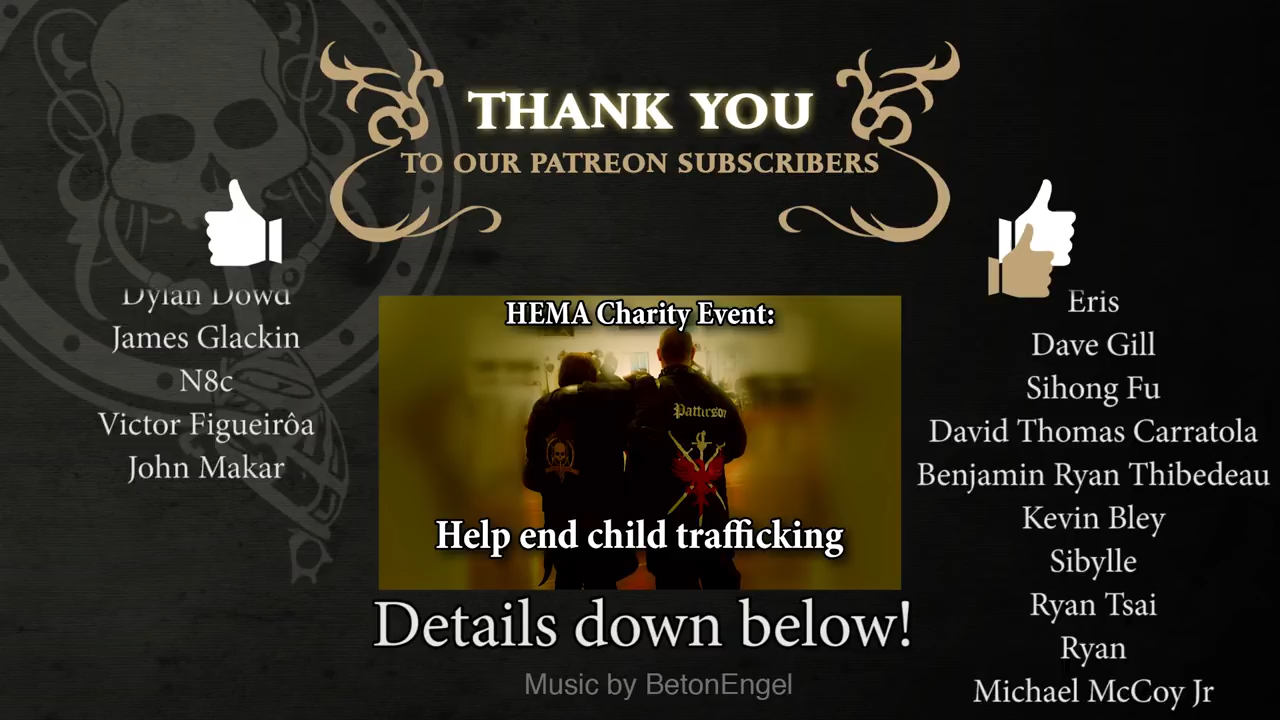 THANK YOU
TO OUR PATREON SUBSCRIBERS
Dylan Dowd
James Glackin
N8c
Victor Figueirôa
John Makar
HEMA Charity Event:
Patterson
Help end child trafficking
Details down below!
Music by BetonEngel
Eris
Dave Gill
Sihong Fu
David Thomas Carratola
Benjamin Ryan Thibedeau
Kevin Bley
Sibylle
Ryan Tsai
Ryan
Michael McCoy Jr